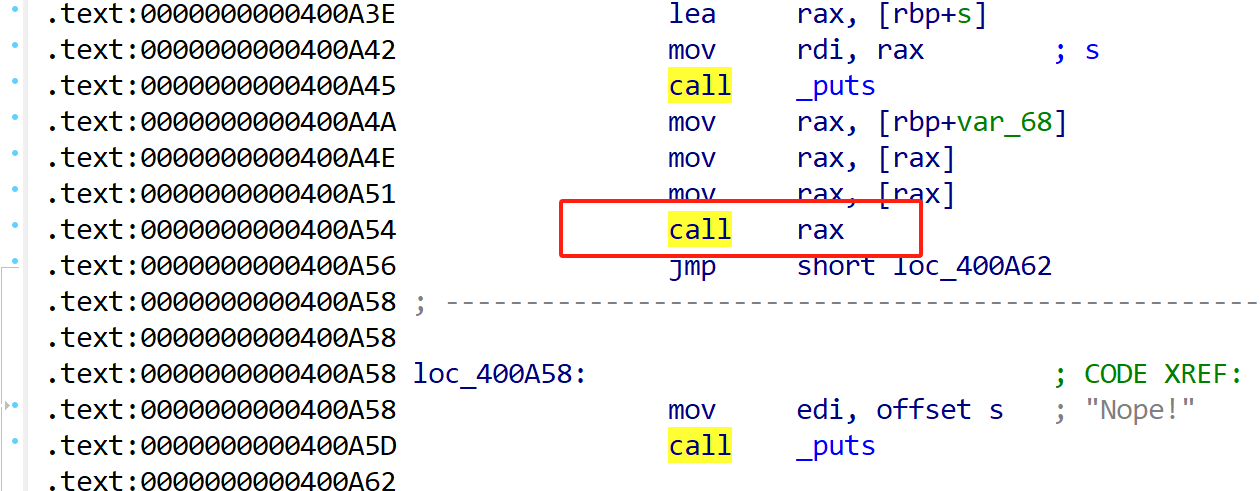 .text:0000000000400A3E lea rax, [rbp+s]
.text:0000000000400A42 mov rdi, rax ; s
.text:0000000000400A45 call _puts
.text:0000000000400A4A mov rax, [rbp+var_68]
.text:0000000000400A4E mov rax, [rax]
.text:0000000000400A51 mov rax, [rax]
.text:0000000000400A54 call rax
.text:0000000000400A56 jmp short loc_400A62
.text:0000000000400A58 ; ---------------------------------------------------
.text:0000000000400A58
.text:0000000000400A58 loc_400A58: ; CODE XREF:
.text:0000000000400A58 mov edi, offset s ; "Nope!"
.text:0000000000400A5D call _puts
.text:0000000000400A62